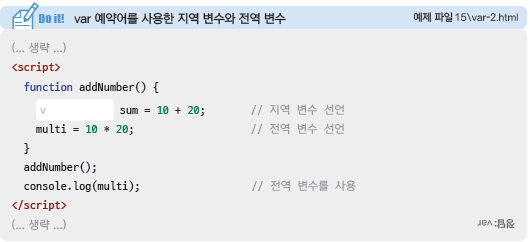 Do it! var 예약어를 사용한 지역 변수와 전역 변수 예제 파일 15\var-2.html
(... 생략 ...)
<script>
function addNumber() {
v sum = 10 + 20; // 지역 변수 선언
multi = 10 * 20; // 전역 변수 선언
}
addNumber();
console.log(multi); // 전역 변수를 사용
</script>
(... 생략 ...) 정답: var